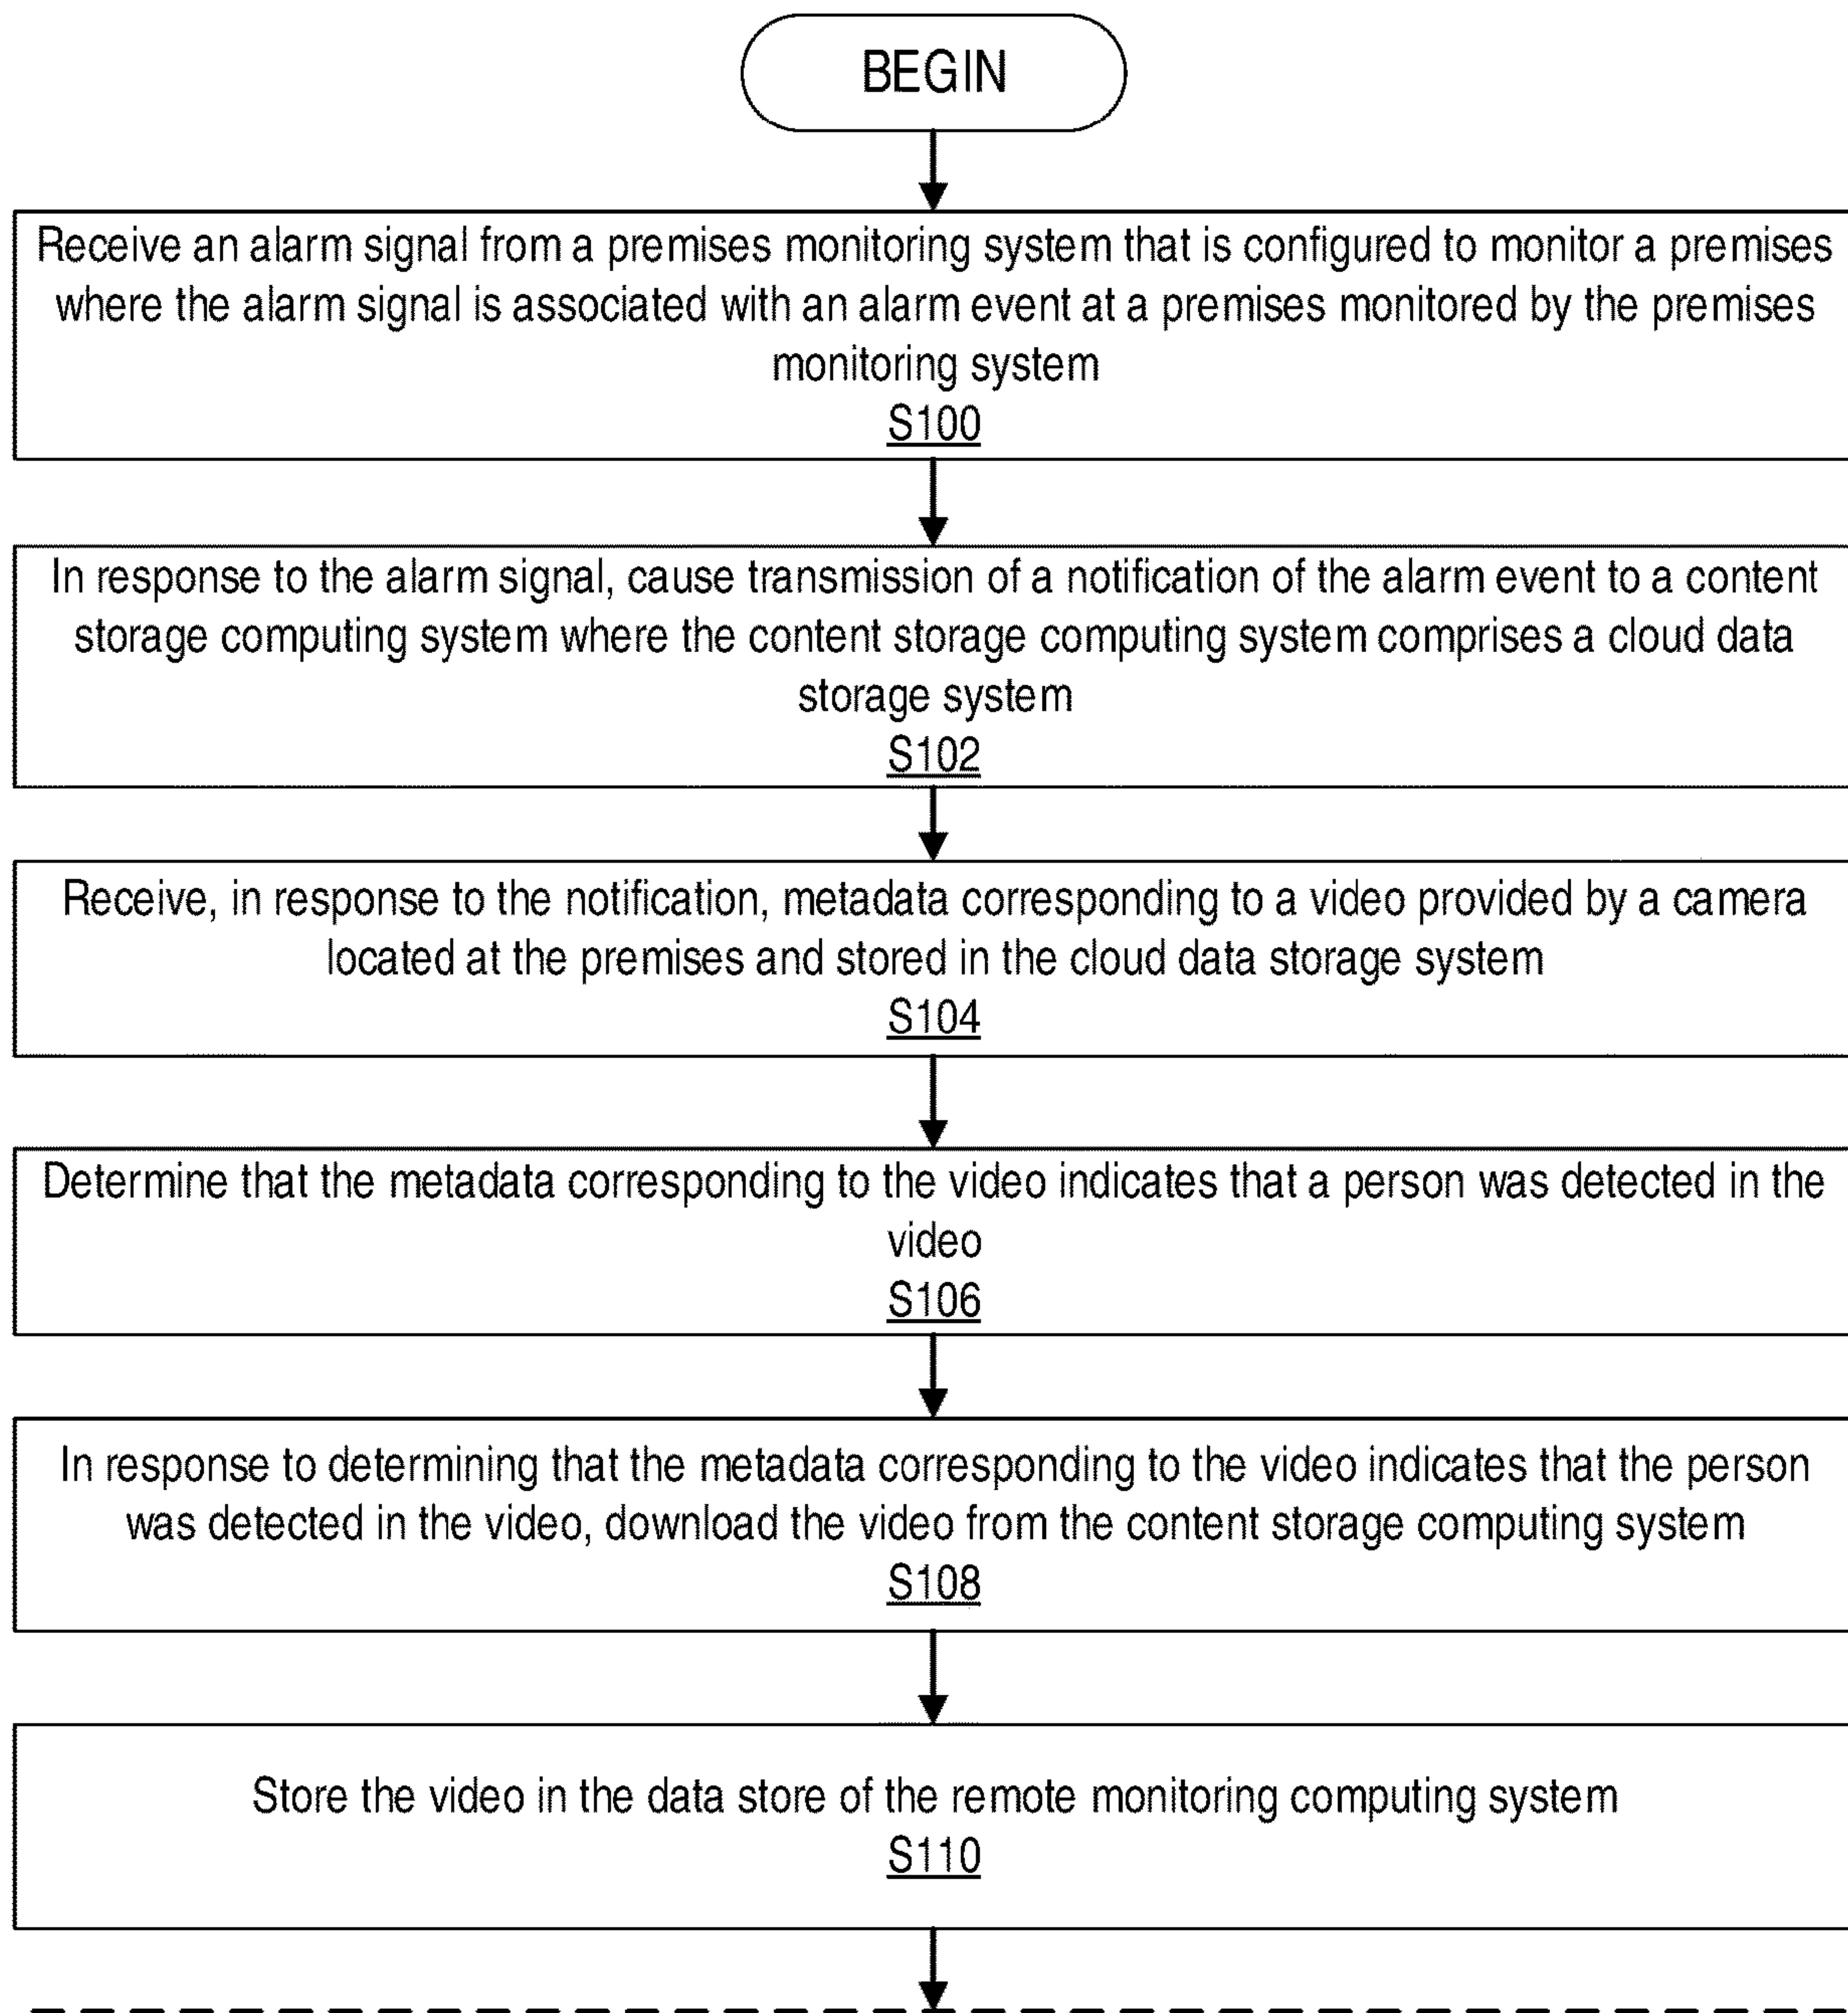 BEGIN
Receive an alarm signal from a premises monitoring system that is configured to monitor a premises
where the alarm signal is associated with an alarm event at a premises monitored by the premises
monitoring system
S100
In response to the alarm signal, cause transmission of a notification of the alarm event to a content
storage computing system where the content storage computing system comprises a cloud data
storage system
S102
Receive, in response to the notification, metadata corresponding to a video provided by a camera
located at the premises and stored in the cloud data storage system
S104
Determine that the metadata corresponding to the video indicates that a person was detected in the
video
S106
In response to determining that the metadata corresponding to the video indicates that the person
was detected in the video, download the video from the content storage computing system
S108
Store the video in the data store of the remote monitoring computing system
S110